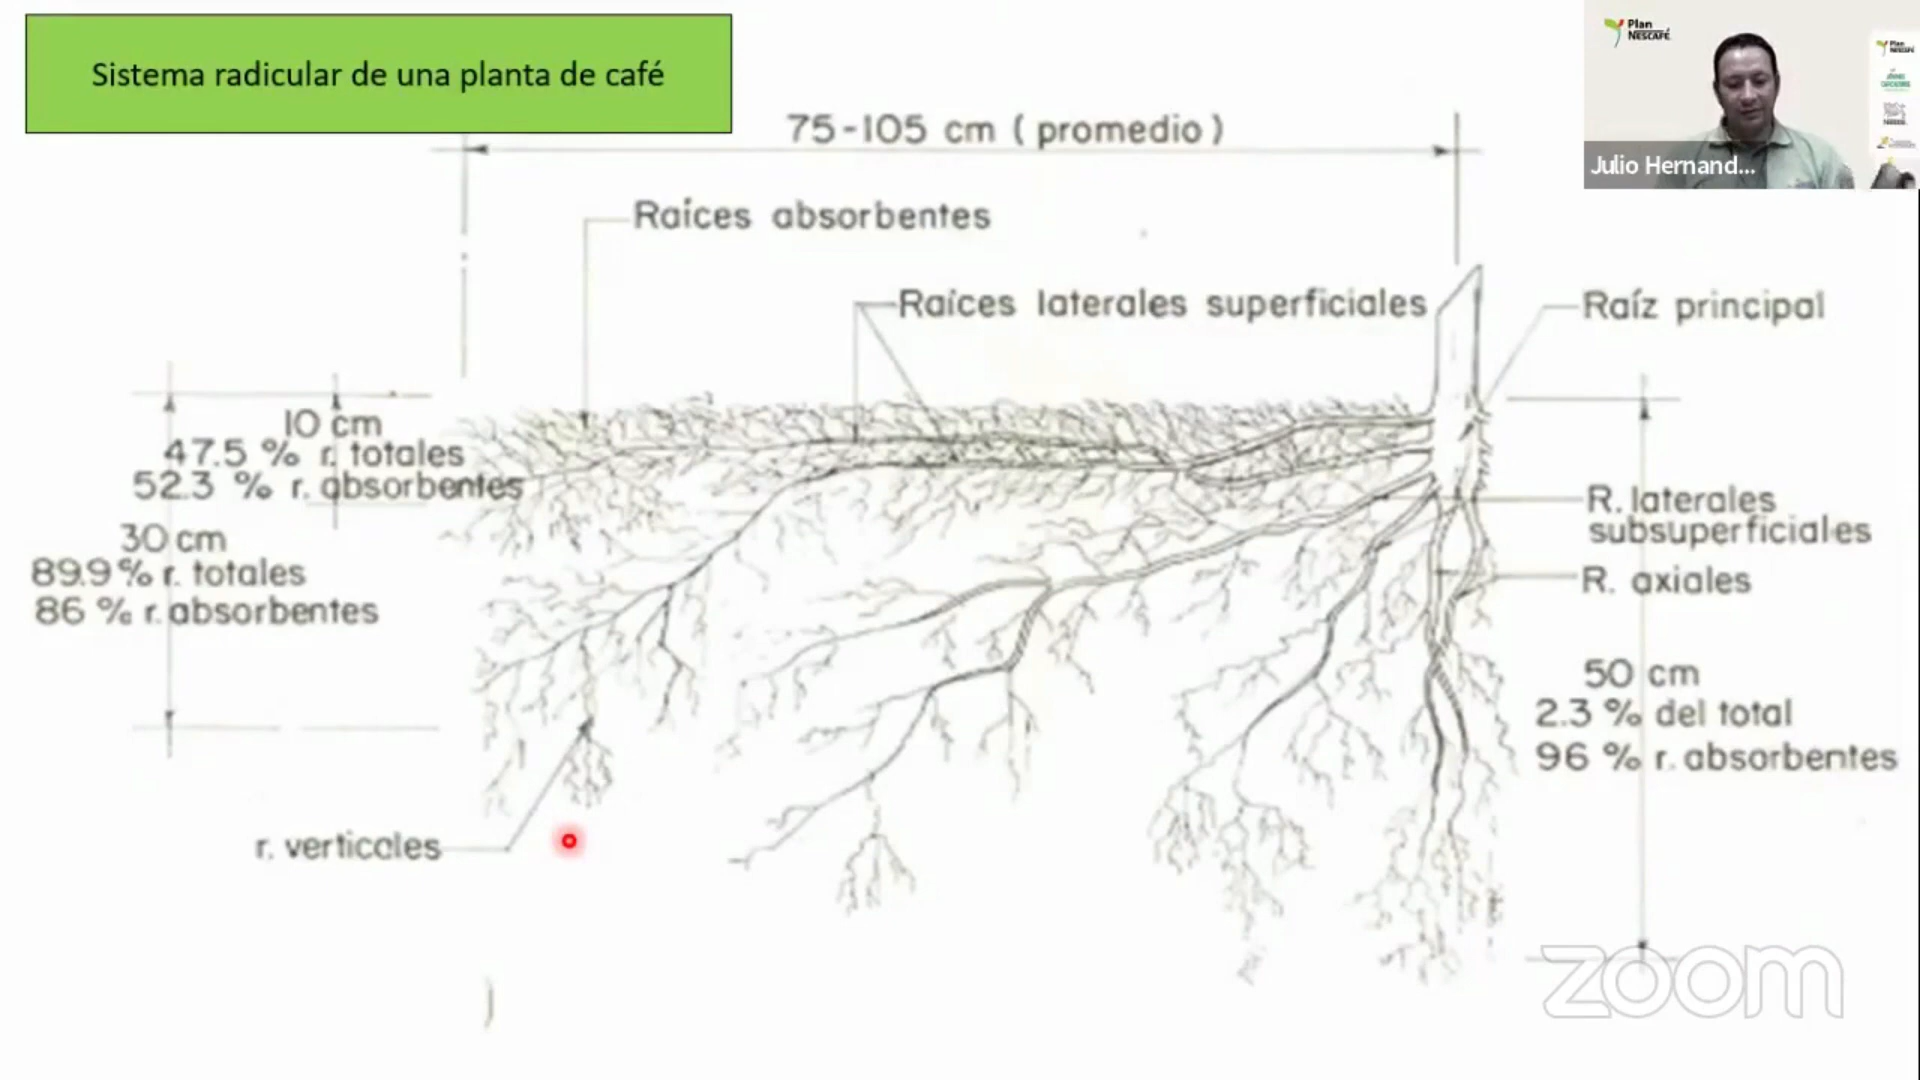 Sistema radicular de una planta de café
Plan
NESCAFÉ
Julio Hernand...
75-105 cm ( promedio )
Raíces absorbentes
Raíces laterales superficiales
Raíz principal
10 cm
47.5 % r. totales
52.3 % r. absorbentes
30 cm
89.9 % r. totales
86 % r. absorbentes
R. laterales
subsuperficiales
R. axiales
50 cm
2.3 % del total
96 % r. absorbentes
r. verticales
zoom